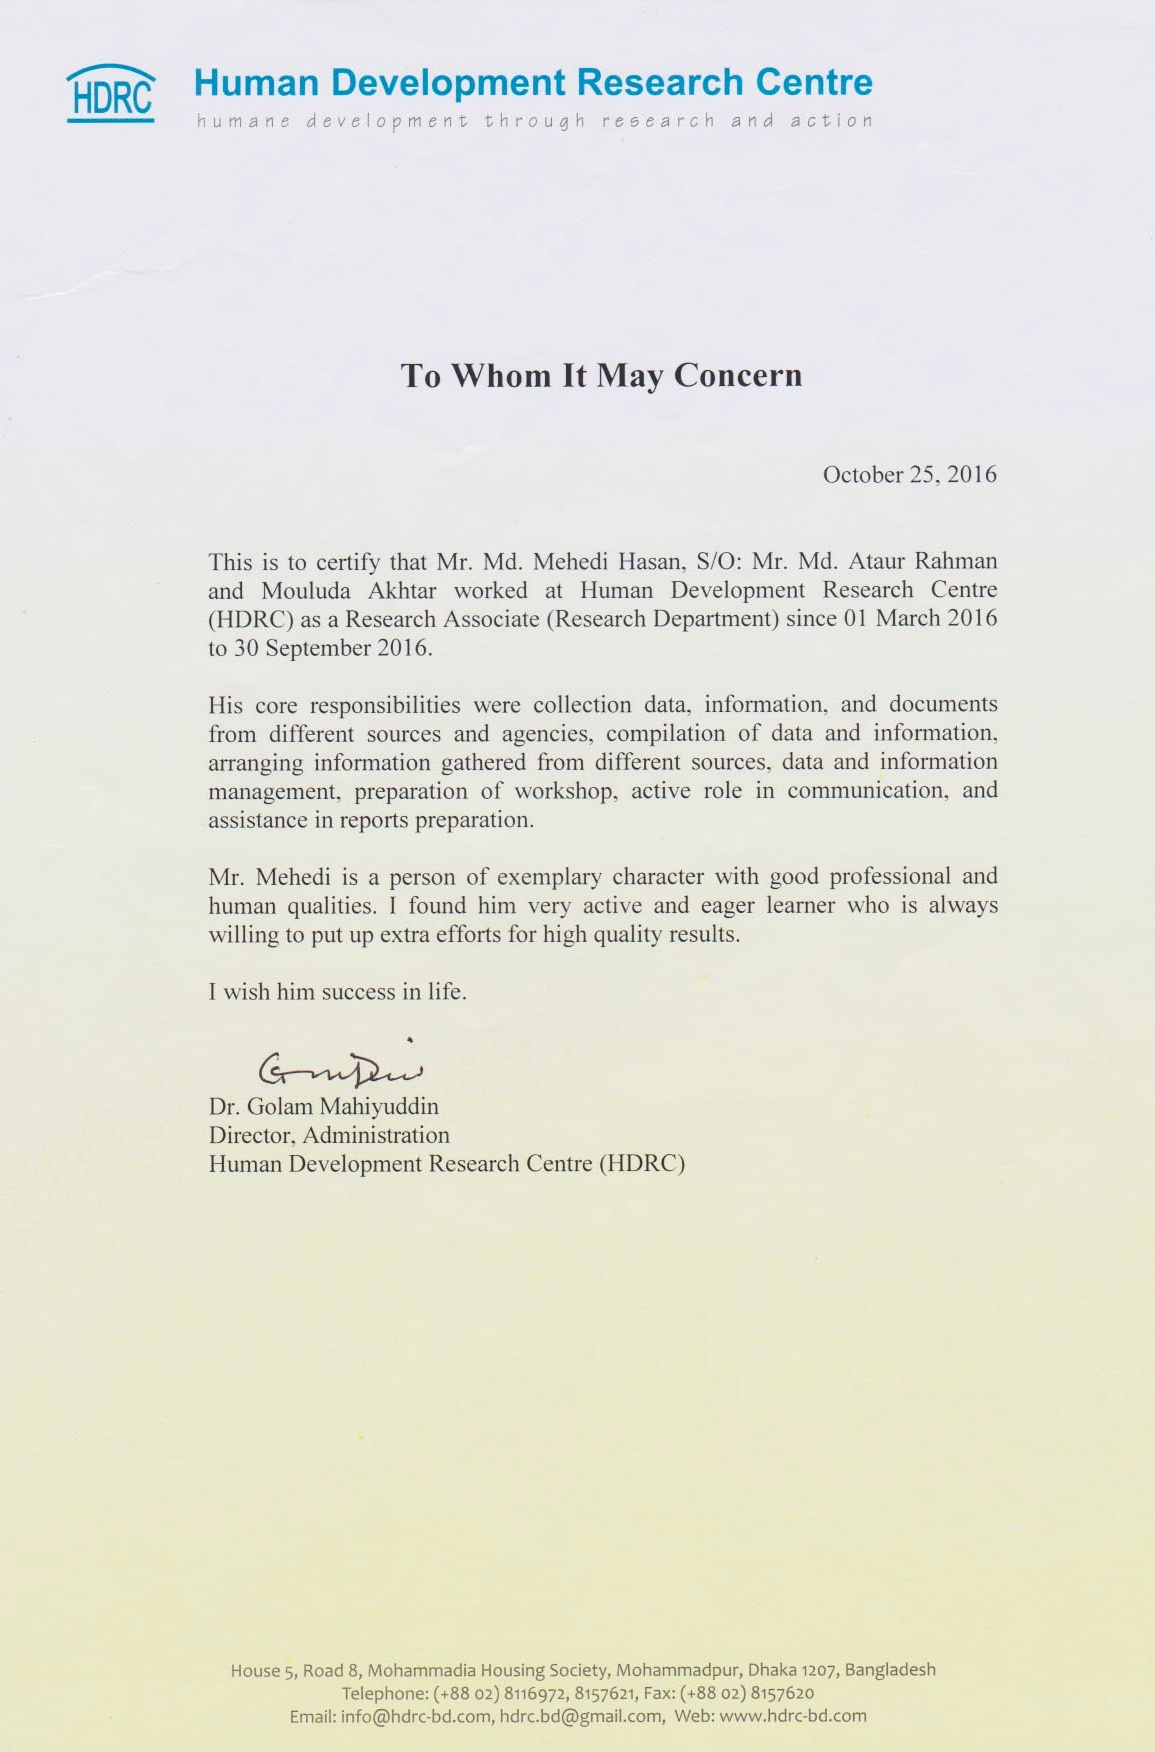 HDRC
Human Development Research Centre
humane development through research and action
To Whom It May Concern
October 25, 2016
This is to certify that Mr. Md. Mehedi Hasan, S/O: Mr. Md. Ataur Rahman
and Mouluda Akhtar worked at Human Development Research Centre
(HDRC) as a Research Associate (Research Department) since 01 March 2016
to 30 September 2016.
His core responsibilities were collection data, information, and documents
from different sources and agencies, compilation of data and information,
arranging information gathered from different sources, data and information
management, preparation of workshop, active role in communication, and
assistance in reports preparation.
Mr. Mehedi is a person of exemplary character with good professional and
human qualities. I found him very active and eager learner who is always
willing to put up extra efforts for high quality results.
I wish him success in life.
Dr. Golam Mahiyuddin
Director, Administration
Human Development Research Centre (HDRC)
House 5, Road 8, Mohammadia Housing Society, Mohammadpur, Dhaka 1207, Bangladesh
Telephone: (+88 02) 8116972, 8157621, Fax: (+88 02) 8157620
Email: info@hdrc-bd.com, hdrc.bd@gmail.com, Web: www.hdrc-bd.com